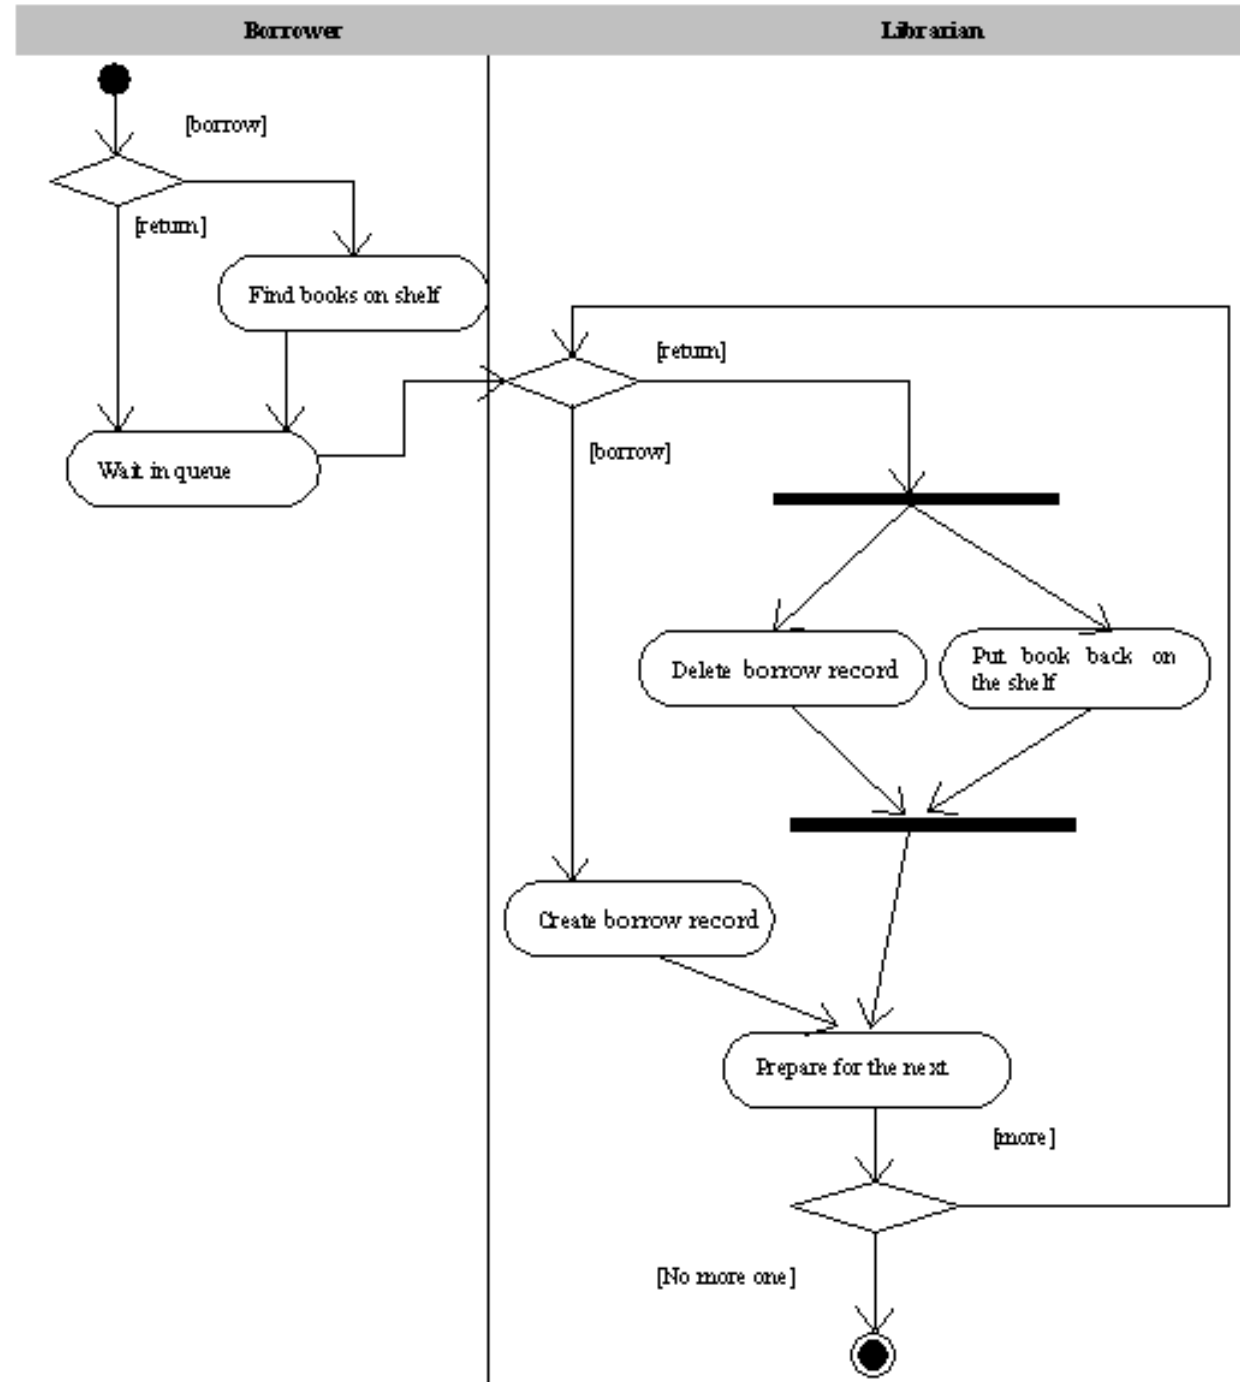 Borrower
Librarian
[borrow]
[return]
Find books on shelf
Wait in queue
[return]
[borrow]
Delete borrow record
Put book back on
the shelf
Create borrow record
Prepare for the next
[more]
[No more one]